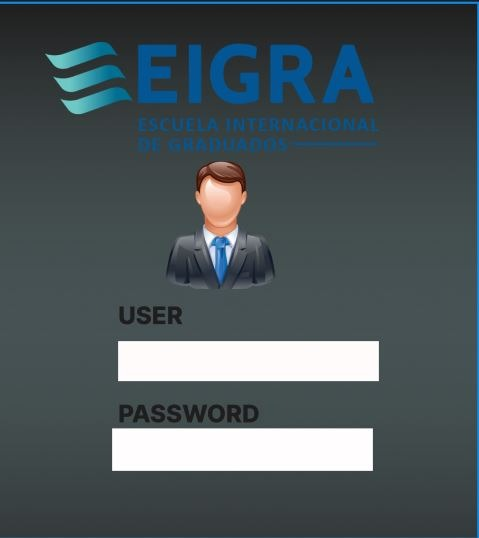 EIGRA
ESCUELA INTERNACIONAL
DE GRADUADOS
USER
PASSWORD